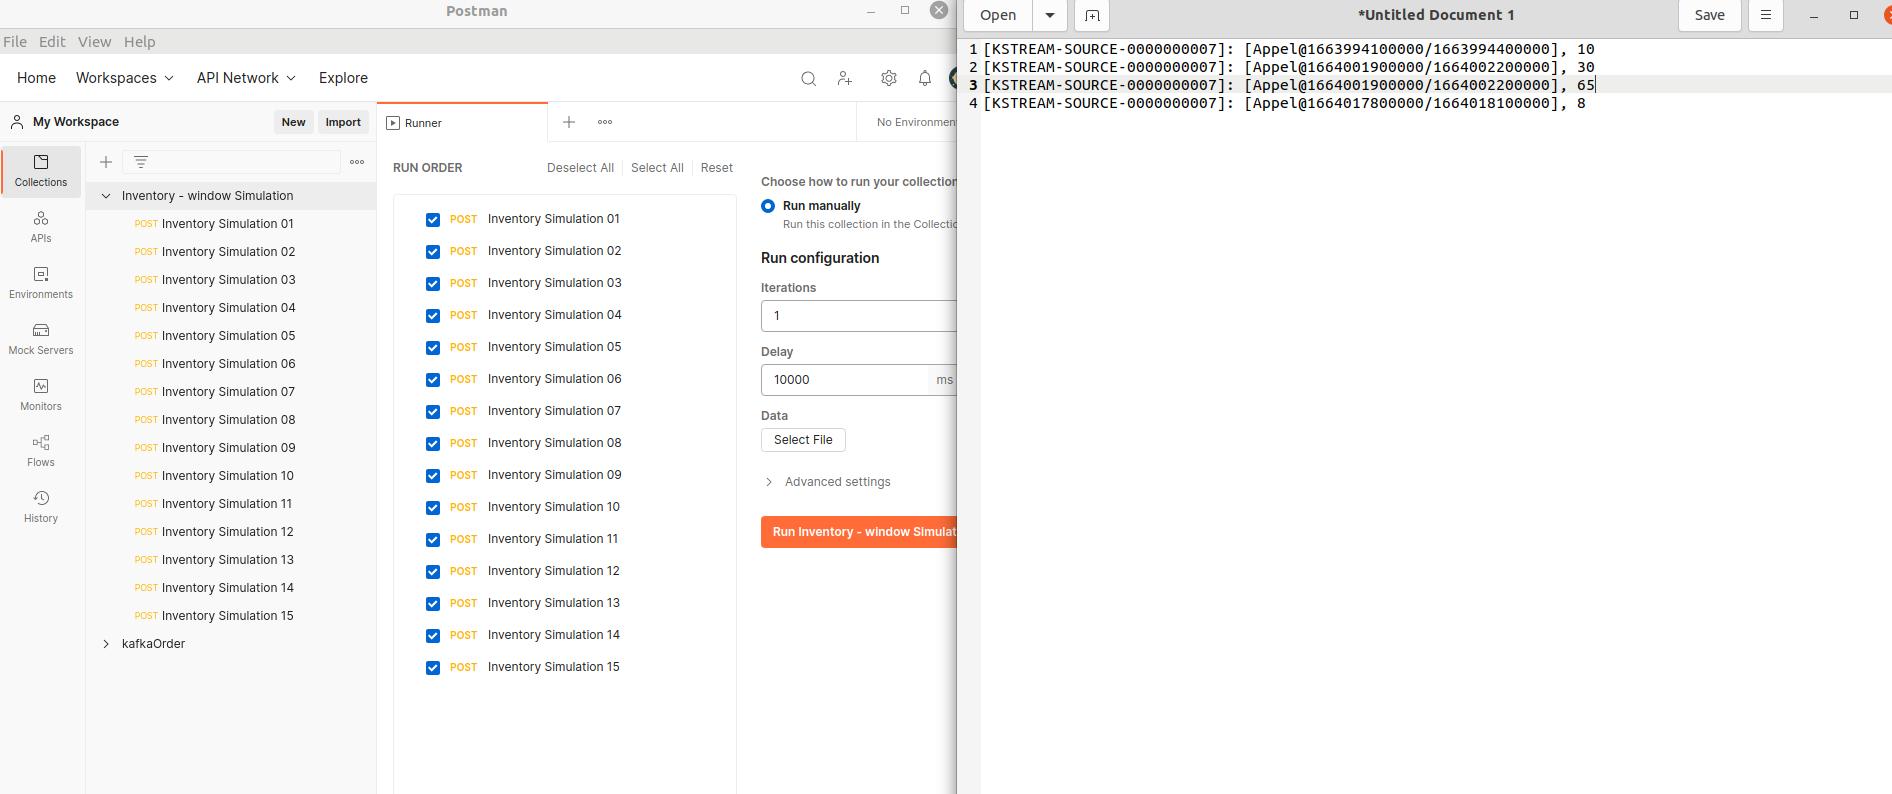 Postman
File Edit View Help
Home Workspaces API Network Explore
My Workspace
New Import
Collections
APIs
Environments
Mock Servers
Monitors
Flows
History
Inventory - window Simulation
POST Inventory Simulation 01
POST Inventory Simulation 02
POST Inventory Simulation 03
POST Inventory Simulation 04
POST Inventory Simulation 05
POST Inventory Simulation 06
POST Inventory Simulation 07
POST Inventory Simulation 08
POST Inventory Simulation 09
POST Inventory Simulation 10
POST Inventory Simulation 11
POST Inventory Simulation 12
POST Inventory Simulation 13
POST Inventory Simulation 14
POST Inventory Simulation 15
kafkaOrder
Runner
No Environmen
RUN ORDER Deselect All Select All Reset
POST Inventory Simulation 01
POST Inventory Simulation 02
POST Inventory Simulation 03
POST Inventory Simulation 04
POST Inventory Simulation 05
POST Inventory Simulation 06
POST Inventory Simulation 07
POST Inventory Simulation 08
POST Inventory Simulation 09
POST Inventory Simulation 10
POST Inventory Simulation 11
POST Inventory Simulation 12
POST Inventory Simulation 13
POST Inventory Simulation 14
POST Inventory Simulation 15
Choose how to run your collection
Run manually
Run this collection in the Collectio
Run configuration
Iterations
1
Delay
10000 ms
Data
Select File
Advanced settings
Run Inventory - window Simulat
Open *Untitled Document 1 Save
1 [KSTREAM-SOURCE-0000000007]: [Appel@1663994100000/1663994400000], 10
2 [KSTREAM-SOURCE-0000000007]: [Appel@1664001900000/1664002200000], 30
3 [KSTREAM-SOURCE-0000000007]: [Appel@1664001900000/1664002200000], 65
4 [KSTREAM-SOURCE-0000000007]: [Appel@1664017800000/1664018100000], 8